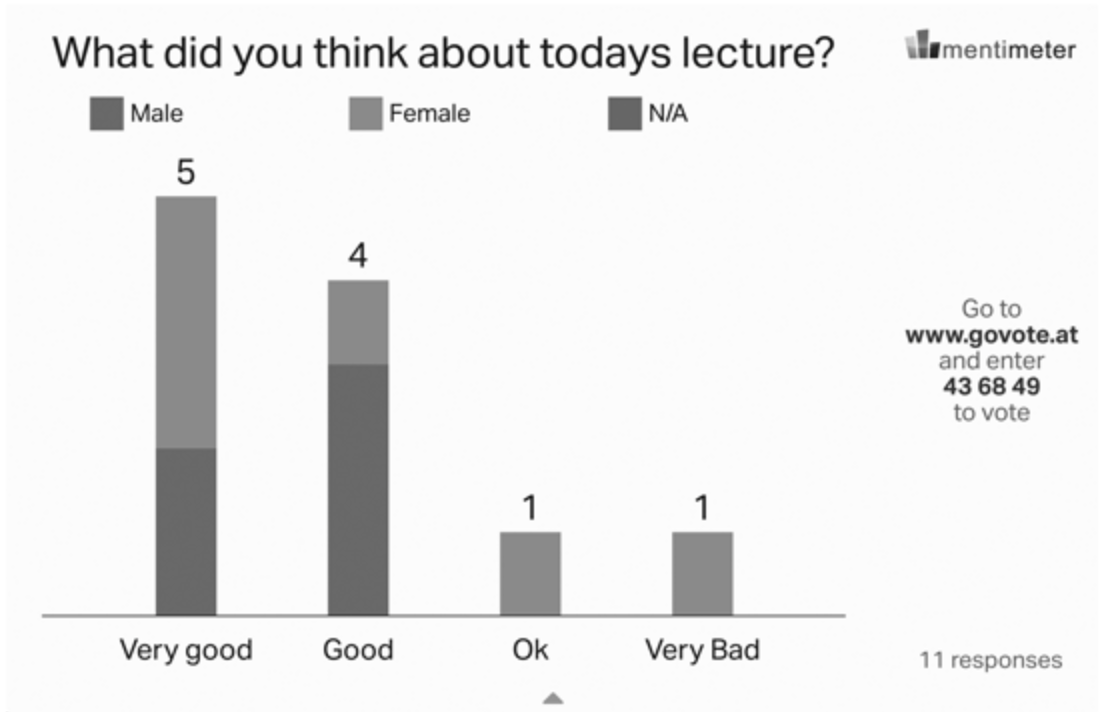 What did you think about todays lecture?
mentimeter
Male Female N/A
5
4
1
1
Very good Good Ok Very Bad
Go to
www.govote.at
and enter
43 68 49
to vote
11 responses